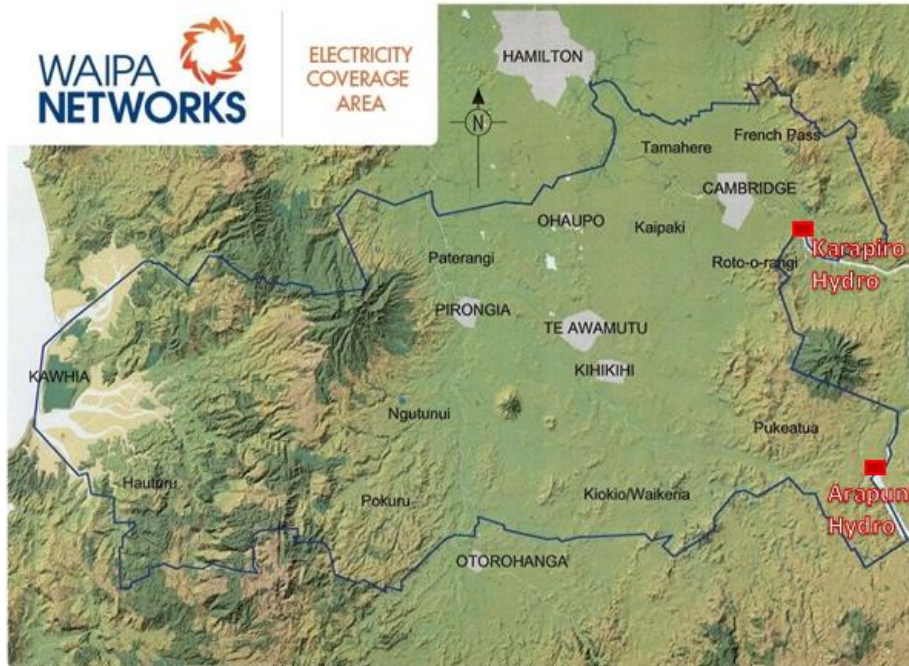 WAIPA
NETWORKS
ELECTRICITY
COVERAGE
AREA
N
HAMILTON
French Pass
Tamahere
CAMBRIDGE
OHAUPO
Kaipaki
Paterangi
Roto-o-rangi
Karapiro
Hydro
PIRONGIA
TE AWAMUTU
KIHIKIHI
KAWHIA
Ngutunui
Pukeatua
Hauturu
Pokuru
Kiokio/Waikeria
Arapun
Hydro
OTOROHANGA